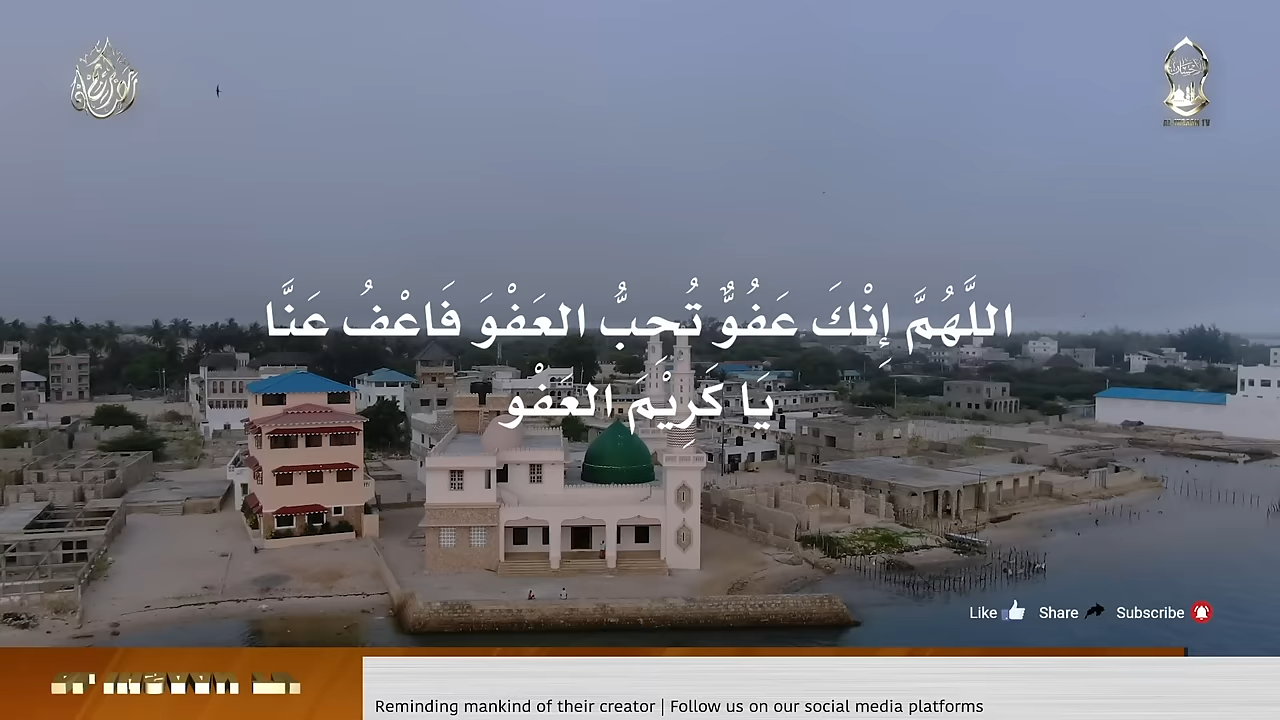 اللَّهُمَّ إِنْكَ عَفُوٌّ تُحِبُّ العَفْوَ فَاعْفُ عَنَّا
يَا كَرِيْمَ العَفْو
Like Share Subscribe
Reminding mankind of their creator | Follow us on our social media platforms